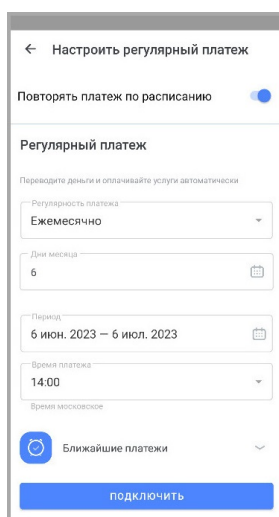 Настроить регулярный платеж
Повторять платеж по расписанию
Регулярный платеж
Переводите деньги и оплачивайте услуги автоматически
Регулярность платежа
Ежемесячно
Дни месяца
6
Период
6 июн. 2023 — 6 июл. 2023
Время платежа
14:00
Время московское
Ближайшие платежи
ПОДКЛЮЧИТЬ